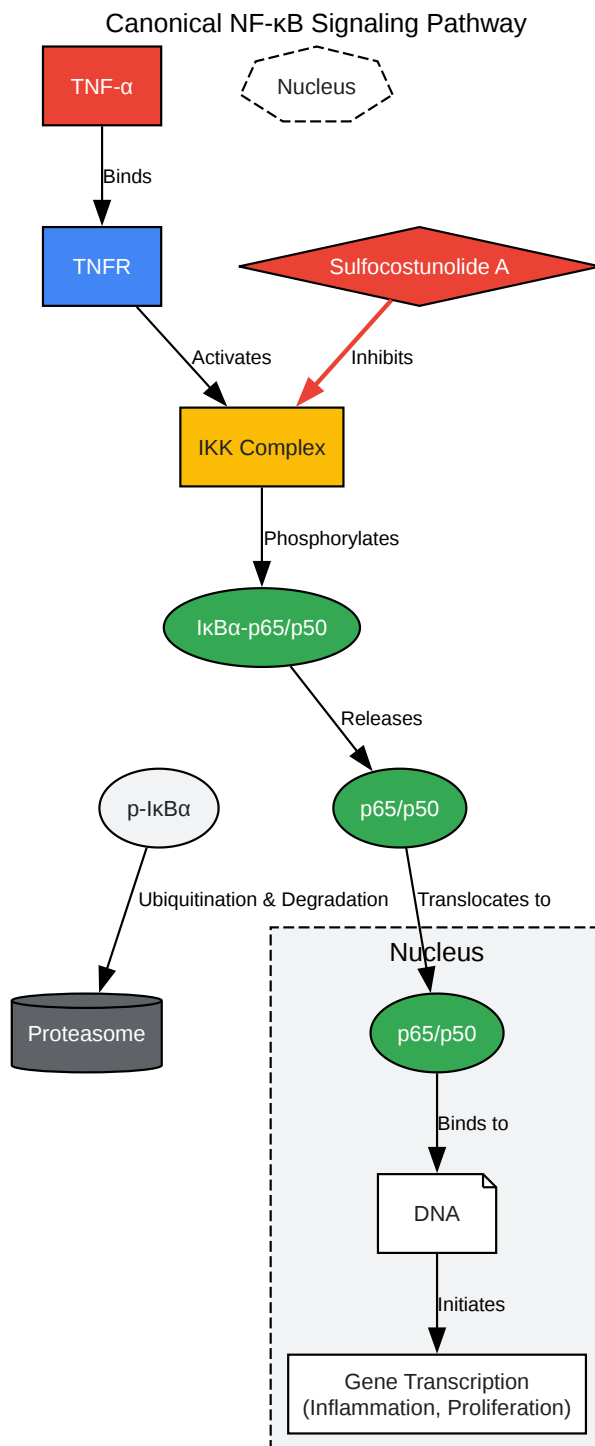 Canonical NF-κB Signaling Pathway
TNF-α
Nucleus
Binds
TNFR
Sulfocostunolide A
Activates
Inhibits
IKK Complex
Phosphorylates
IκBα-p65/p50
Releases
p-IκBα
p65/p50
Ubiquitination & Degradation
Translocates to
Nucleus
Proteasome
p65/p50
Binds to
DNA
Initiates
Gene Transcription
(Inflammation, Proliferation)